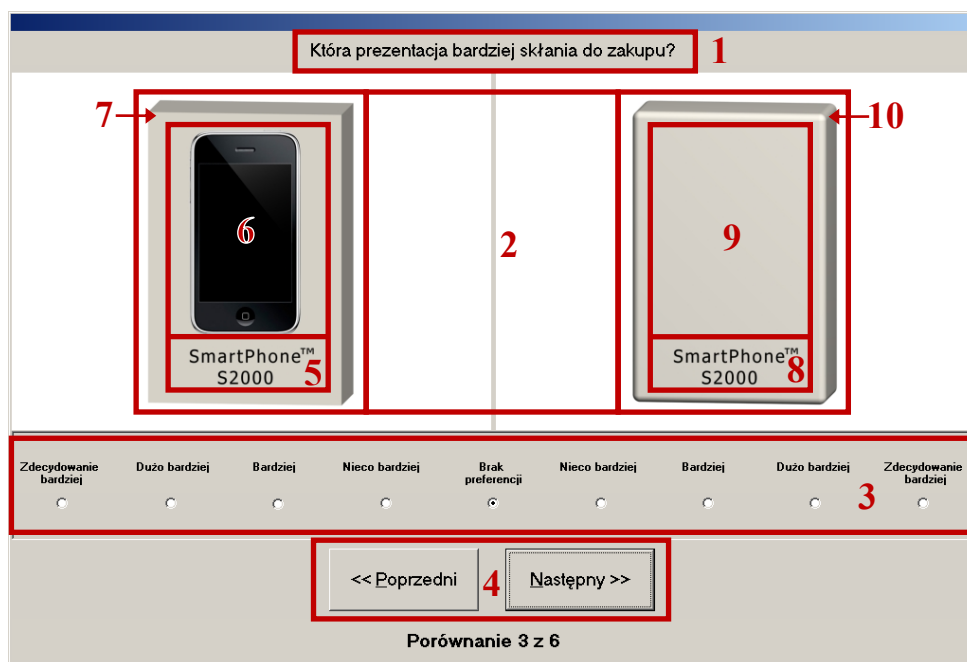 Która prezentacja bardziej skłania do zakupu?
1
7
10
6
2
9
SmartPhone™
S2000
5
SmartPhone™
S2000
8
Zdecydowanie
bardziej
Dużo bardziej
Bardziej
Nieco bardziej
Brak
preferencji
Nieco bardziej
Bardziej
Dużo bardziej
Zdecydowanie
bardziej
3
<< Poprzedni
4
Następny >>
Porównanie 3 z 6